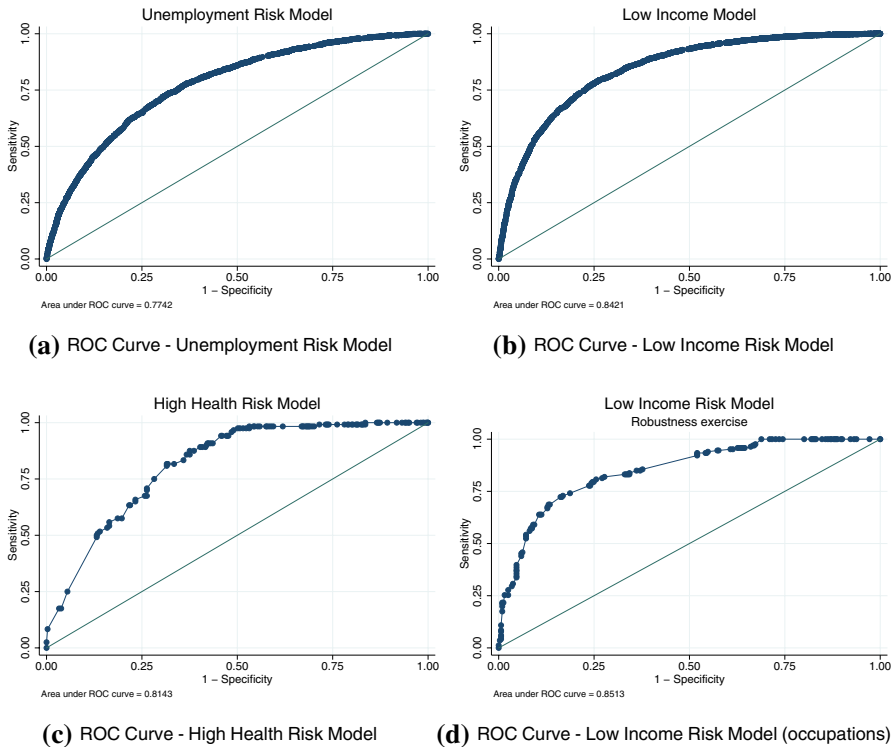 Unemployment Risk Model
Sensitivity
0.00 0.25 0.50 0.75 1.00
0.00 0.25 0.50 0.75 1.00
1 − Specificity
Area under ROC curve = 0.7742
(a) ROC Curve - Unemployment Risk Model
Low Income Model
Sensitivity
0.00 0.25 0.50 0.75 1.00
0.00 0.25 0.50 0.75 1.00
1 − Specificity
Area under ROC curve = 0.8421
(b) ROC Curve - Low Income Risk Model
High Health Risk Model
Sensitivity
0.00 0.25 0.50 0.75 1.00
0.00 0.25 0.50 0.75 1.00
1 − Specificity
Area under ROC curve = 0.8143
(c) ROC Curve - High Health Risk Model
Low Income Risk Model
Robustness exercise
Sensitivity
0.00 0.25 0.50 0.75 1.00
0.00 0.25 0.50 0.75 1.00
1 − Specificity
Area under ROC curve = 0.8513
(d) ROC Curve - Low Income Risk Model (occupations)